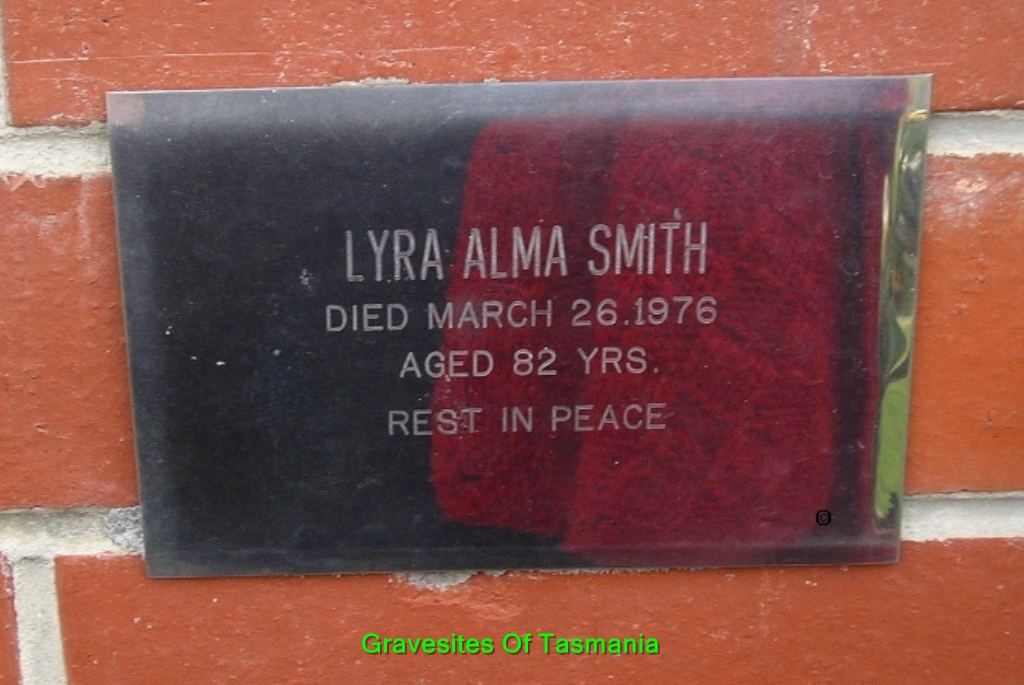 LYRA ALMA SMITH
DIED MARCH 26.1976
AGED 82 YRS.
REST IN PEACE
©
Gravesites Of Tasmania